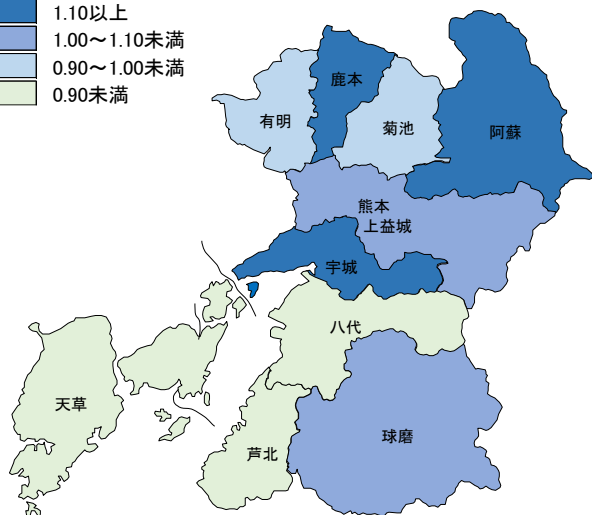 1.10以上
1.00～1.10未満
0.90～1.00未満
0.90未満
鹿本
有明
菊池
阿蘇
熊本
上益城
宇城
八代
天草
球磨
芦北